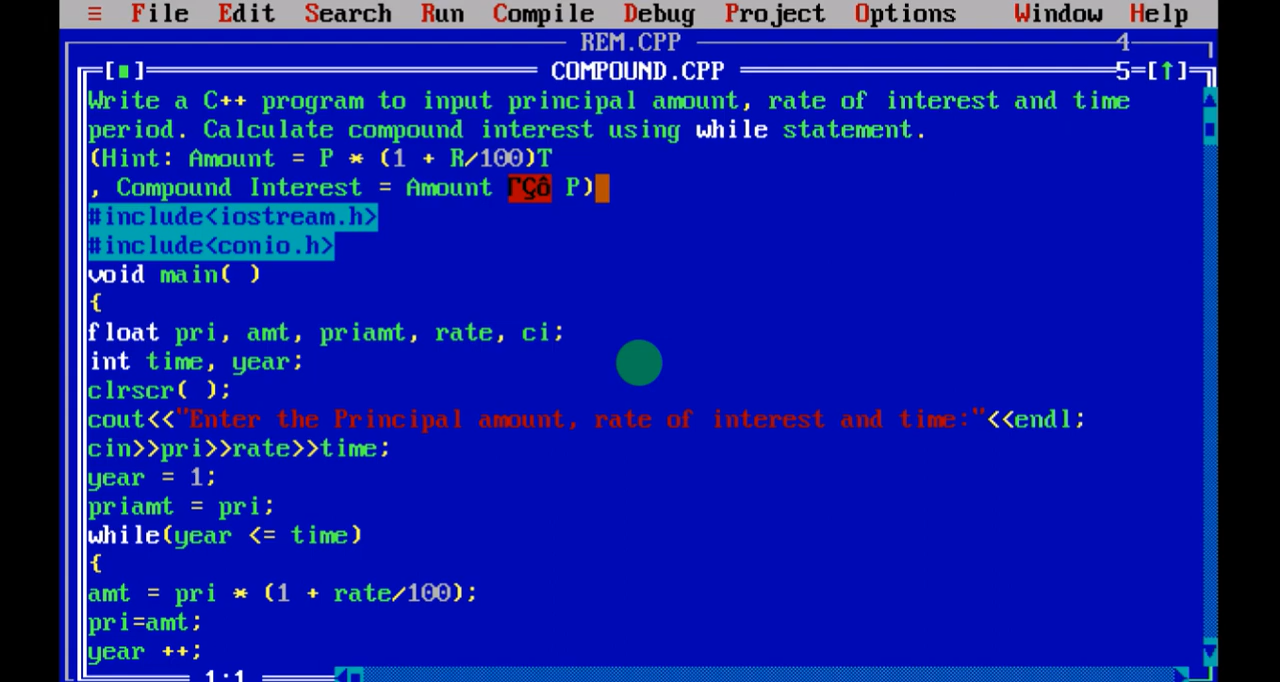 ≡ File Edit Search Run Compile Debug Project Options Window Help
REM.CPP 4
[■] COMPOUND.CPP 5=[↑]
Write a C++ program to input principal amount, rate of interest and time
period. Calculate compound interest using while statement.
(Hint: Amount = P * (1 + R/100)T
, Compound Interest = Amount ΓÇô P)
#include<iostream.h>
#include<conio.h>
void main( )
{
float pri, amt, priamt, rate, ci;
int time, year;
clrscr( );
cout<<"Enter the Principal amount, rate of interest and time:"<<endl;
cin>>pri>>rate>>time;
year = 1;
priamt = pri;
while(year <= time)
{
amt = pri * (1 + rate/100);
pri=amt;
year ++;
1:1